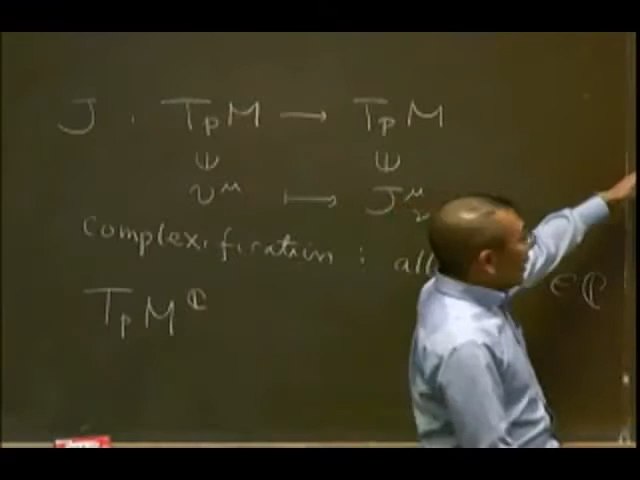 J : TₚM → TₚM
ψ ψ
v^μ ⟼ J^μ_ν
complexification : all ∈ ℂ
TₚM^ℂ